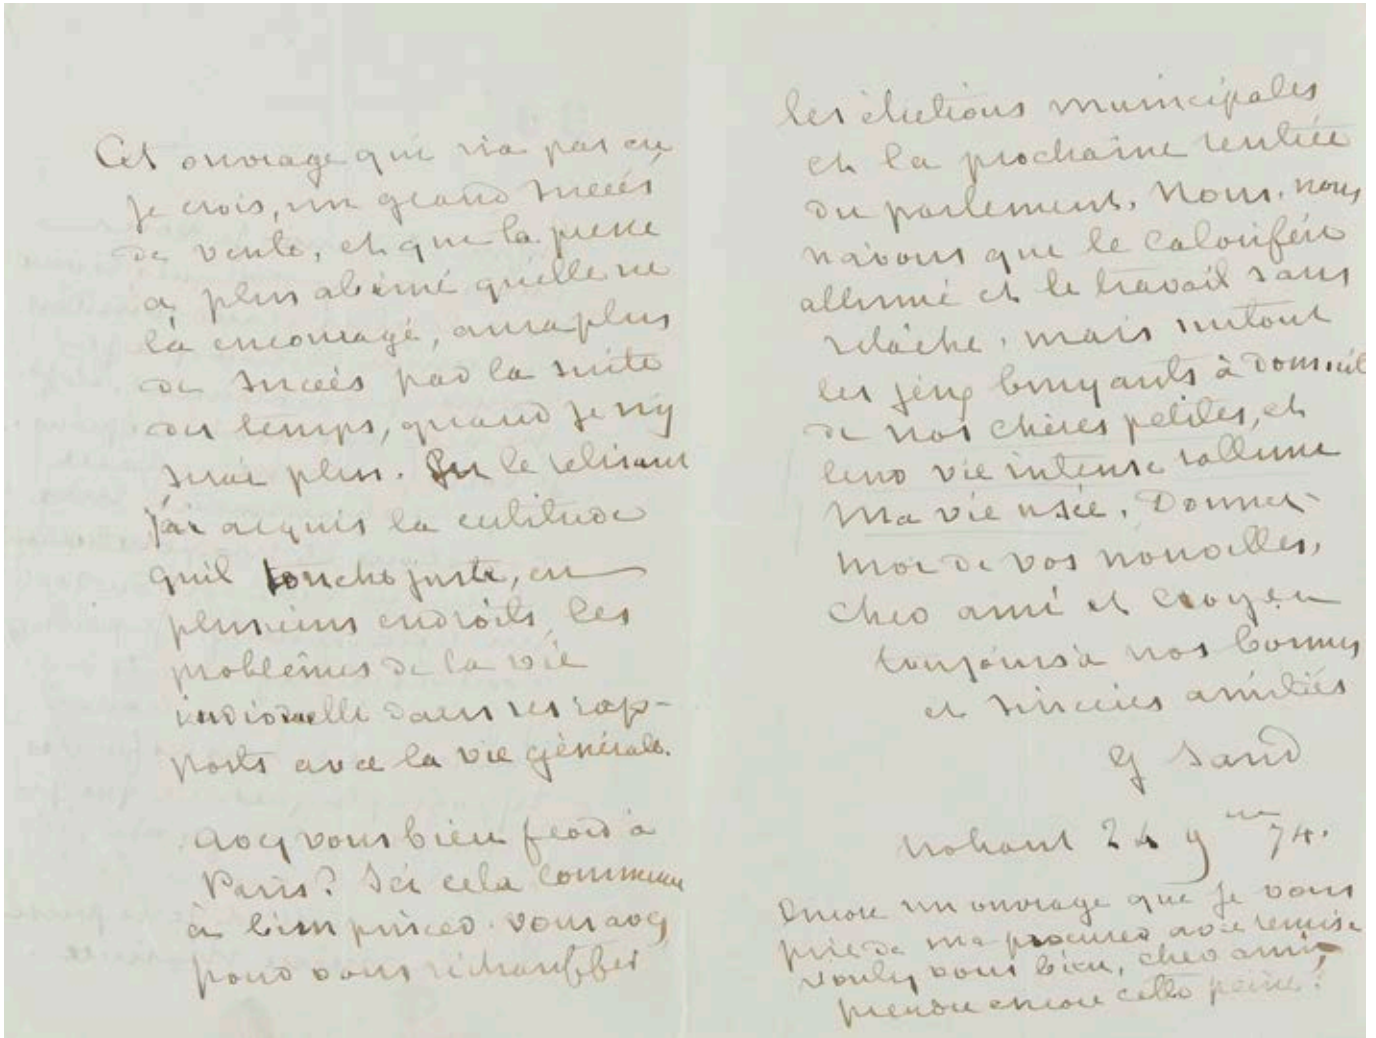 Cet ouvrage qui n'a pas eu
je crois, un grand succès
de vente, et que la presse
a plus abimé qu'elle ne
l'a encouragé, aura plus
de succès par la suite
des temps, quand je n'y
serai plus. En le relisant
j'ai acquis la certitude
qu'il touche juste, en
plusieurs endroits, les
problèmes de la vie
individuelle dans ses rap-
ports avec la vie générale.
Avez vous bien froid à
Paris? Ici cela commence
à bien pincer. vous avez
pour vous réchauffer
les élections municipales
et la prochaine rentrée
du parlement. Nous, nous
n'avons que le calorifère
allumé et le travail sans
relâche, mais surtout
les jeux bruyants à domicile
de nos chères petites, et
leur vie intense rallume
ma vie usée. Donnez-
moi de vos nouvelles,
cher ami et croyez
toujours à nos bonnes
et sincères amitiés
G Sand
Nohant 24 9bre 74.
Encore un ouvrage que je vous
prie de me procurer avec remise
voulez vous bien, cher ami,
prendre encore cette peine?